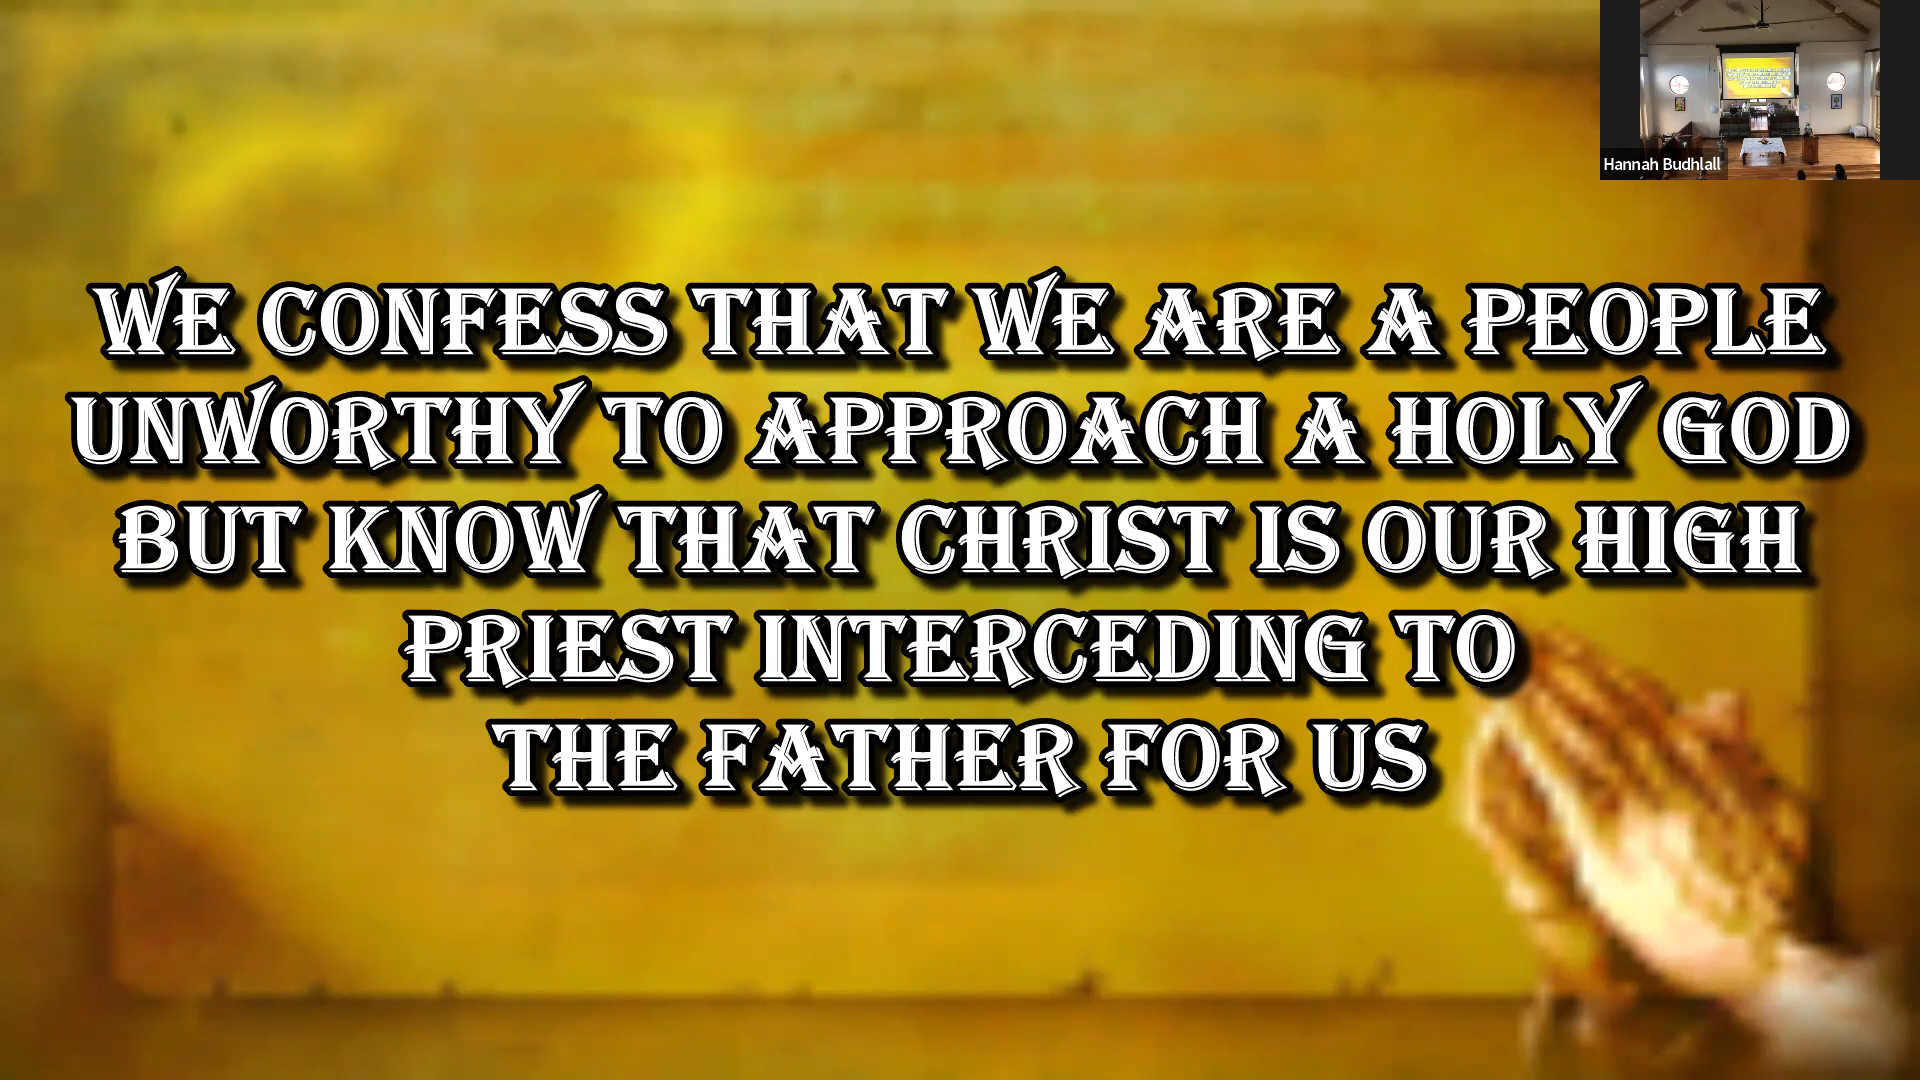 WE CONFESS THAT WE ARE A PEOPLE
UNWORTHY TO APPROACH A HOLY GOD
BUT KNOW THAT CHRIST IS OUR HIGH
PRIEST INTERCEDING TO
THE FATHER FOR US
Hannah Budhlall